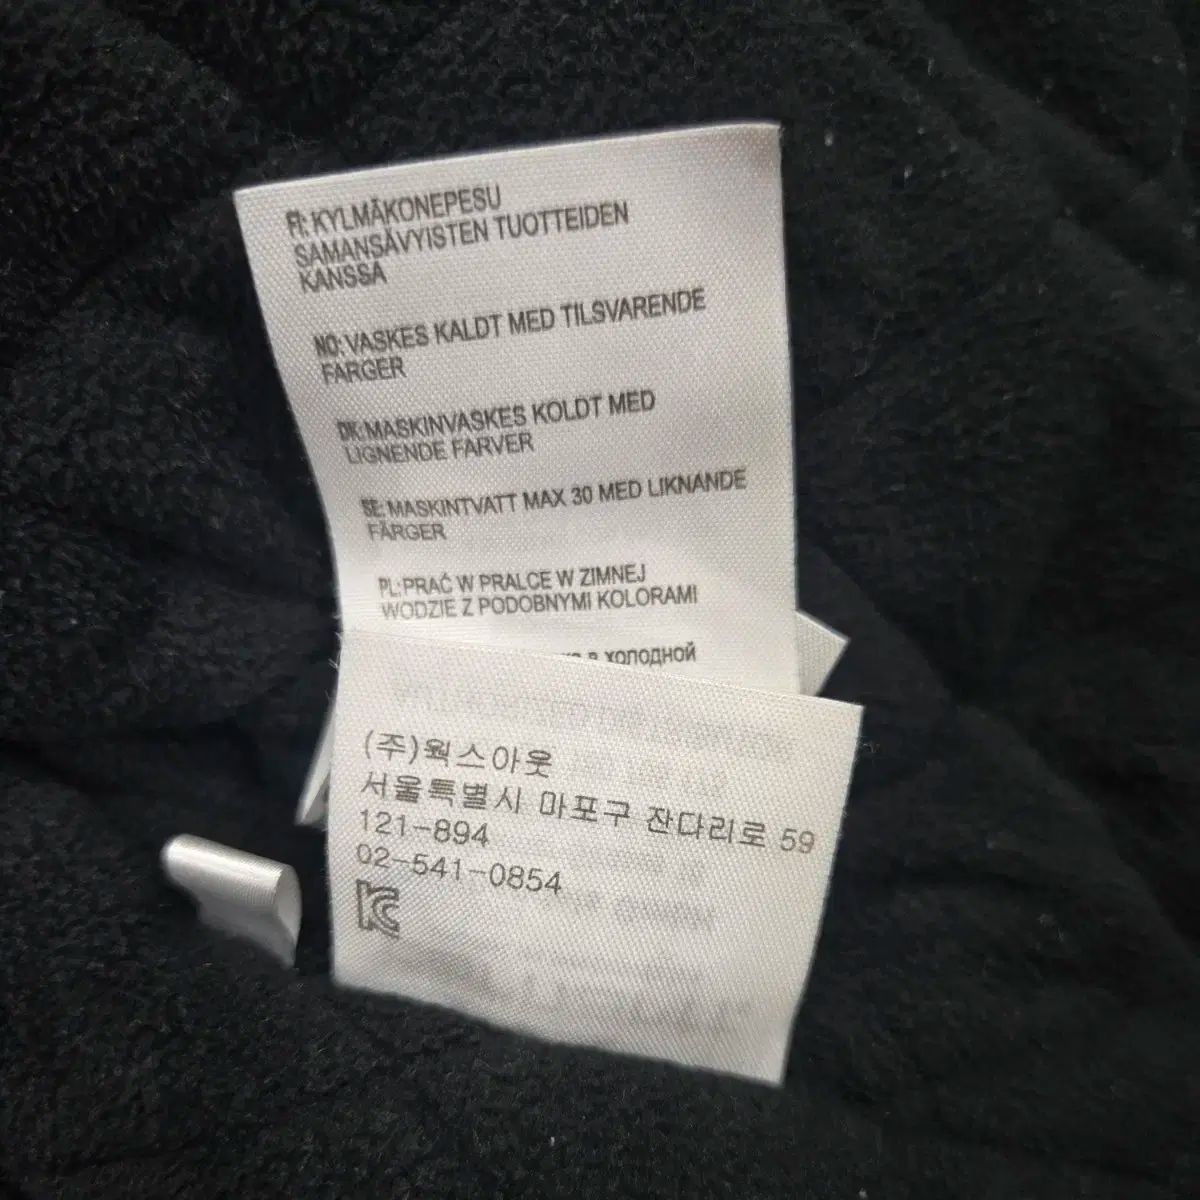 FI: KYLMÄKONEPESU
SAMANSÄVYISTEN TUOTTEIDEN
KANSSA
NO: VASKES KALDT MED TILSVARENDE
FARGER
DK: MASKINVASKES KOLDT MED
LIGNENDE FARVER
SE: MASKINTVATT MAX 30 MED LIKNANDE
FÄRGER
PL: PRAĆ W PRALCE W ZIMNEJ
WODZIE Z PODOBNYMI KOLORAMI
в холодной
(주)웍스아웃
서울특별시 마포구 잔다리로 59
121-894
02-541-0854